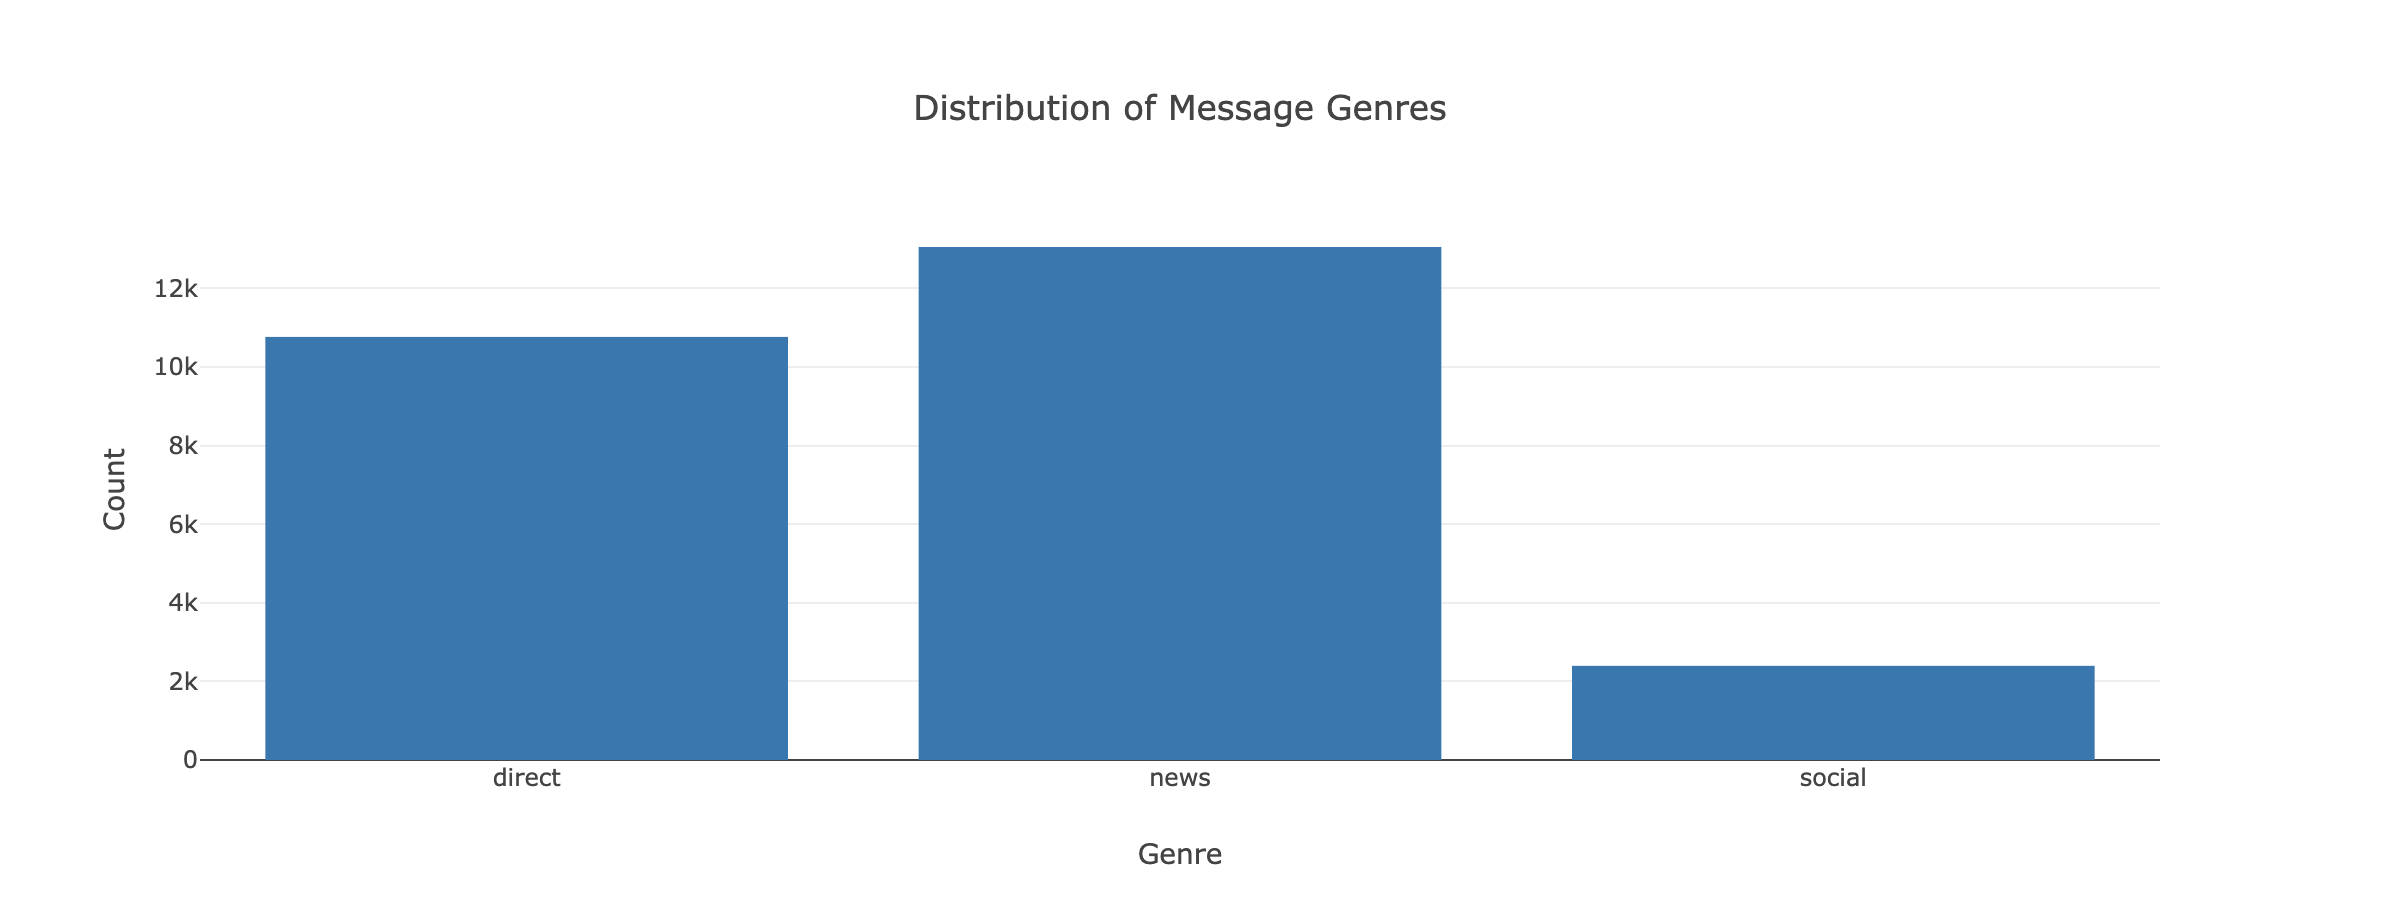 Distribution of Message Genres
12k
10k
8k
6k
4k
2k
0
Count
direct news social
Genre